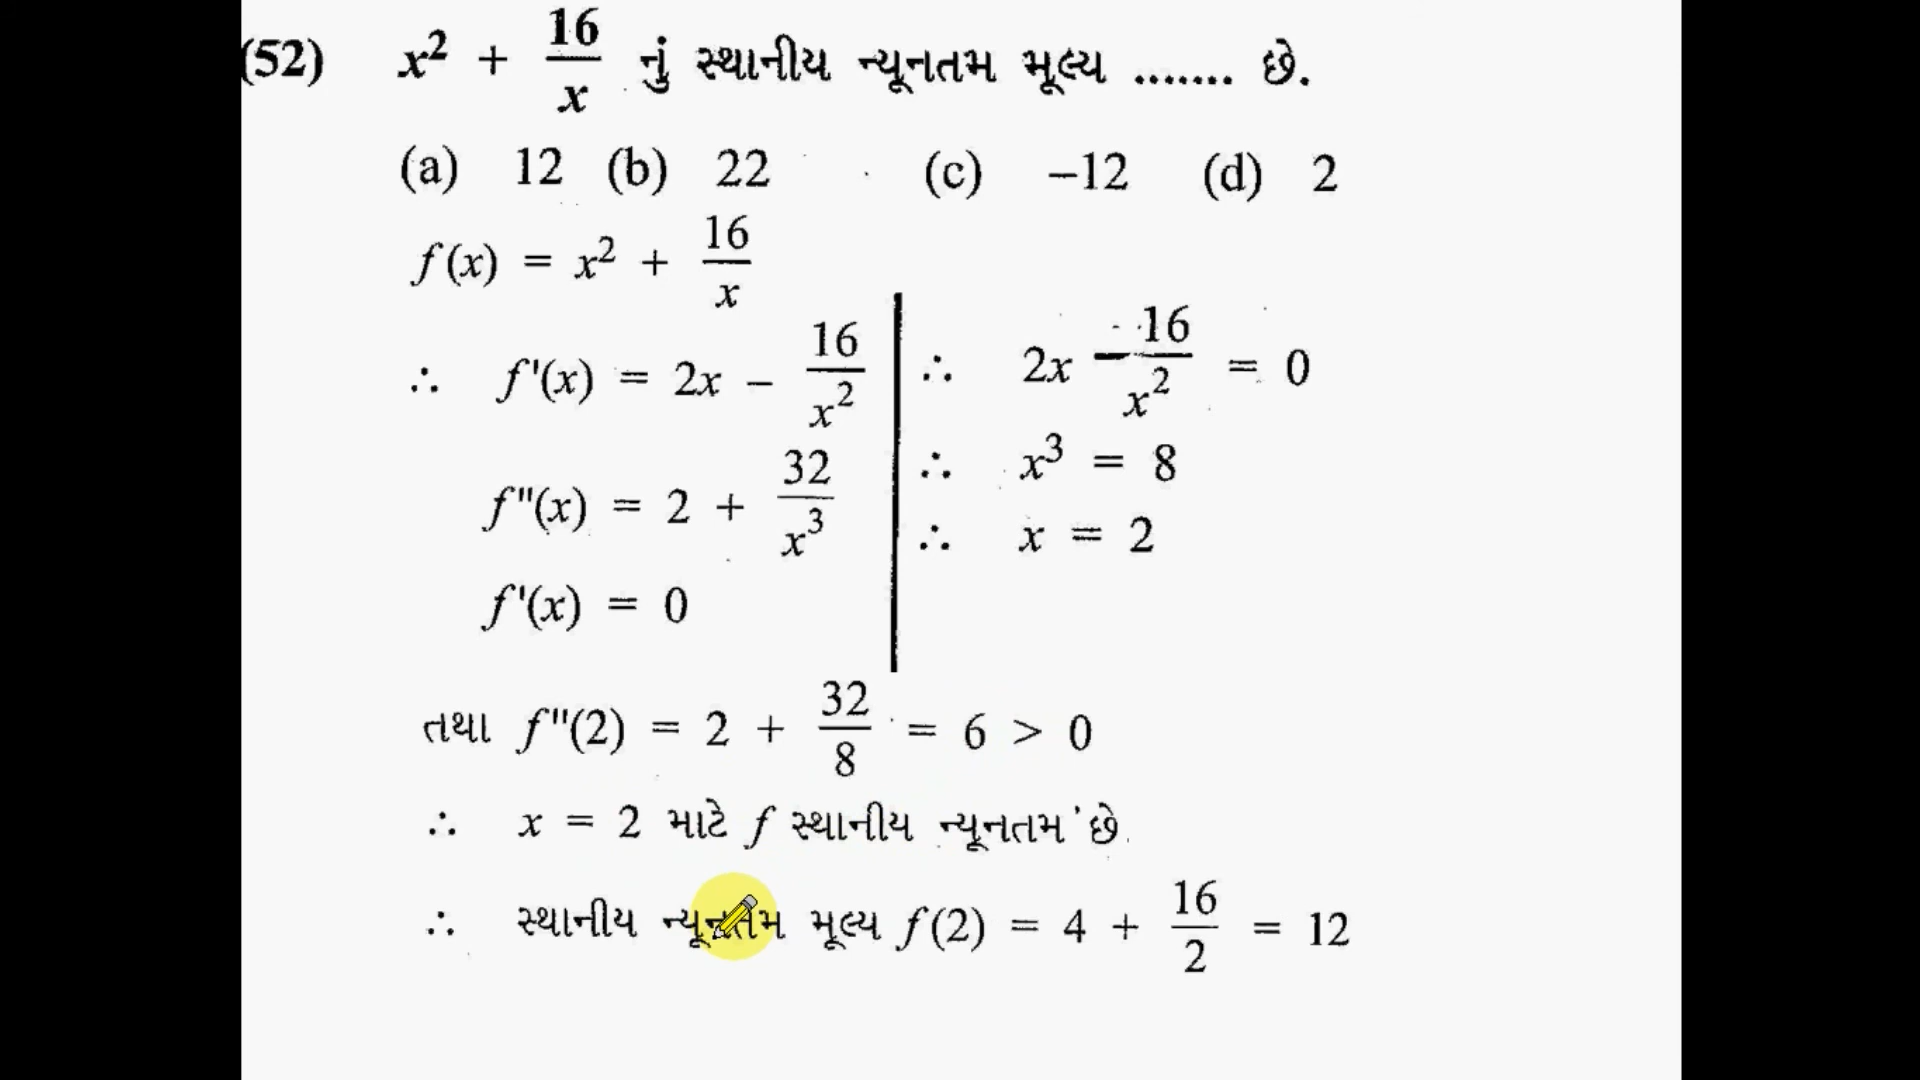 (52) x² + 16/x નું સ્થાનીય ન્યૂનતમ મૂલ્ય ....... છે.
(a) 12 (b) 22 (c) –12 (d) 2
f(x) = x² + 16/x
∴ f'(x) = 2x – 16/x²
f''(x) = 2 + 32/x³
f'(x) = 0
∴ 2x – 16/x² = 0
∴ x³ = 8
∴ x = 2
તથા f''(2) = 2 + 32/8 = 6 > 0
∴ x = 2 માટે f સ્થાનીય ન્યૂનતમ છે.
∴ સ્થાનીય ન્યૂનતમ મૂલ્ય f(2) = 4 + 16/2 = 12